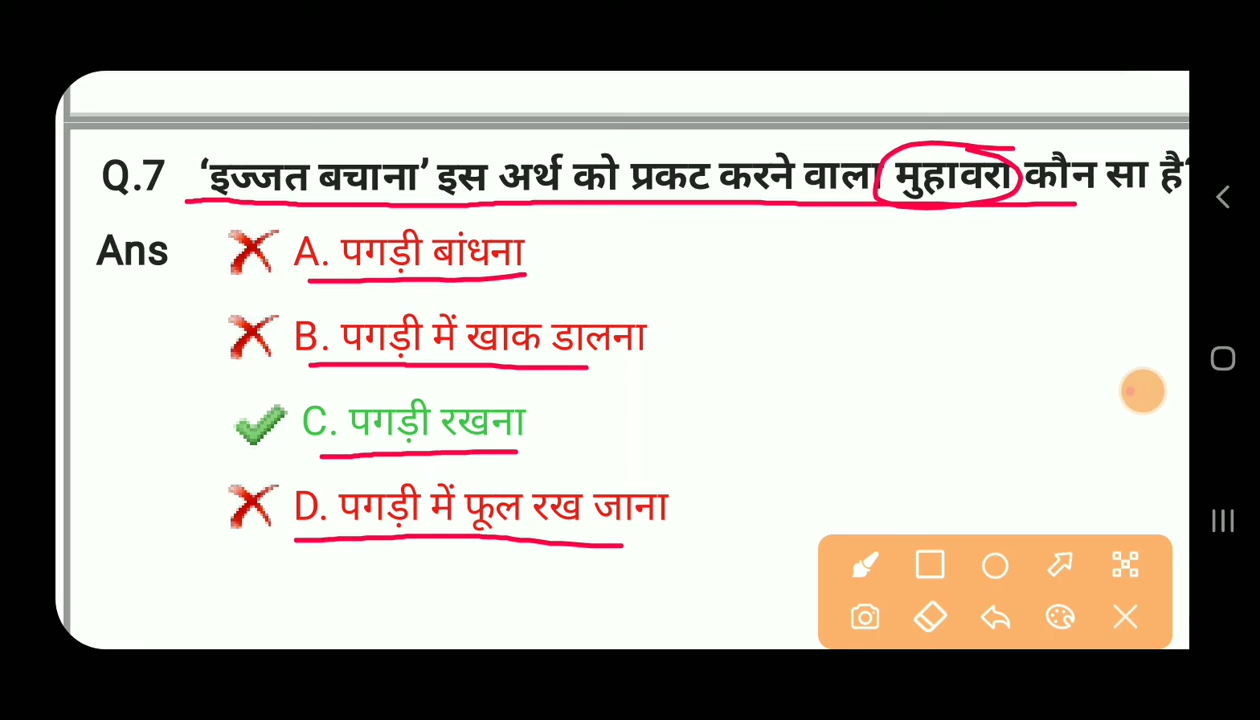 Q.7 ‘इज्जत बचाना’ इस अर्थ को प्रकट करने वाला मुहावरा कौन सा है
Ans A. पगड़ी बांधना
B. पगड़ी में खाक डालना
C. पगड़ी रखना
D. पगड़ी में फूल रख जाना